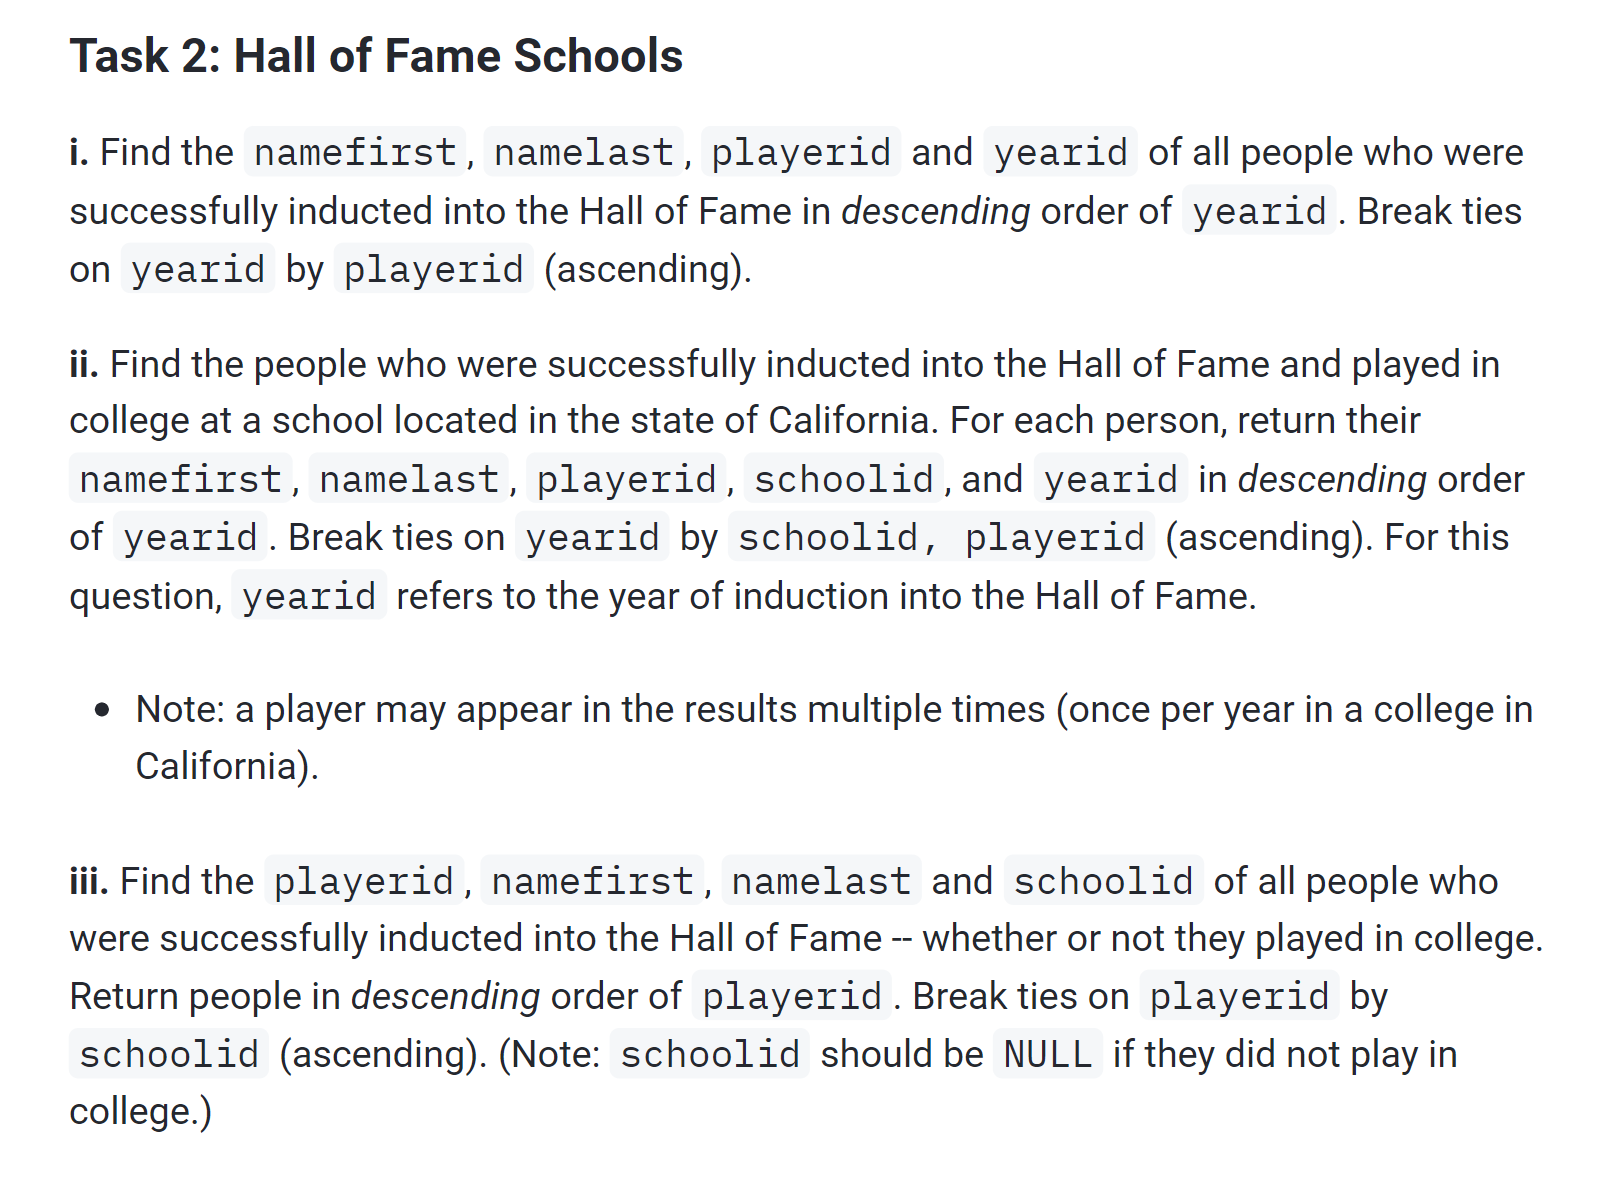 Task 2: Hall of Fame Schools
i. Find the namefirst, namelast, playerid and yearid of all people who were
successfully inducted into the Hall of Fame in descending order of yearid. Break ties
on yearid by playerid (ascending).
ii. Find the people who were successfully inducted into the Hall of Fame and played in
college at a school located in the state of California. For each person, return their
namefirst, namelast, playerid, schoolid, and yearid in descending order
of yearid. Break ties on yearid by schoolid, playerid (ascending). For this
question, yearid refers to the year of induction into the Hall of Fame.
• Note: a player may appear in the results multiple times (once per year in a college in
California).
iii. Find the playerid, namefirst, namelast and schoolid of all people who
were successfully inducted into the Hall of Fame -- whether or not they played in college.
Return people in descending order of playerid. Break ties on playerid by
schoolid (ascending). (Note: schoolid should be NULL if they did not play in
college.)